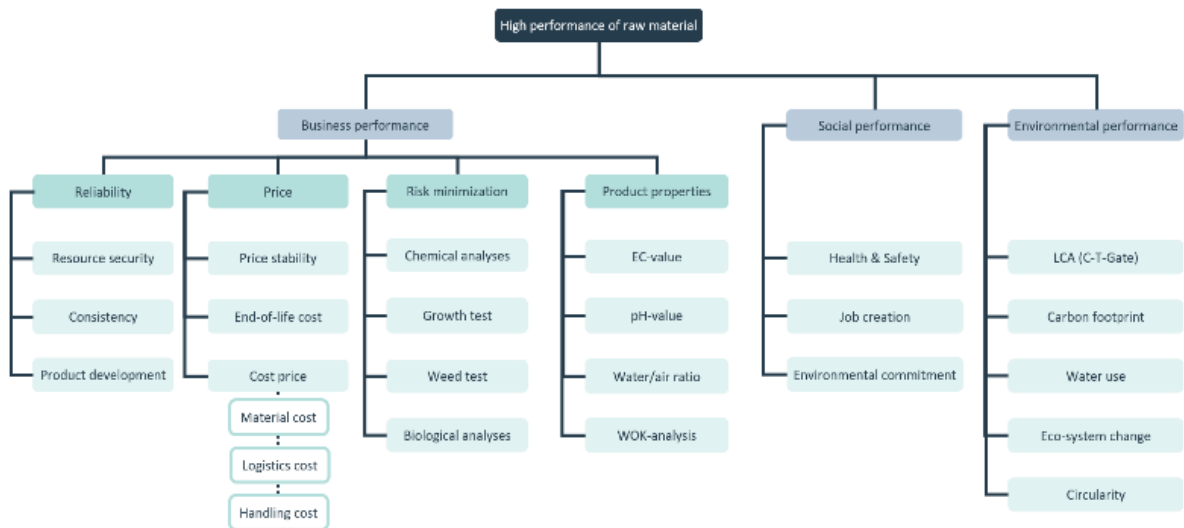 High performance of raw material
Business performance
Social performance
Environmental performance
Reliability
Price
Risk minimization
Product properties
Resource security
Price stability
Chemical analyses
EC-value
Health & Safety
LCA (C-T-Gate)
Consistency
End-of-life cost
Growth test
pH-value
Job creation
Carbon footprint
Product development
Cost price
Weed test
Water/air ratio
Environmental commitment
Water use
Material cost
Biological analyses
WOK-analysis
Eco-system change
Logistics cost
Circularity
Handling cost